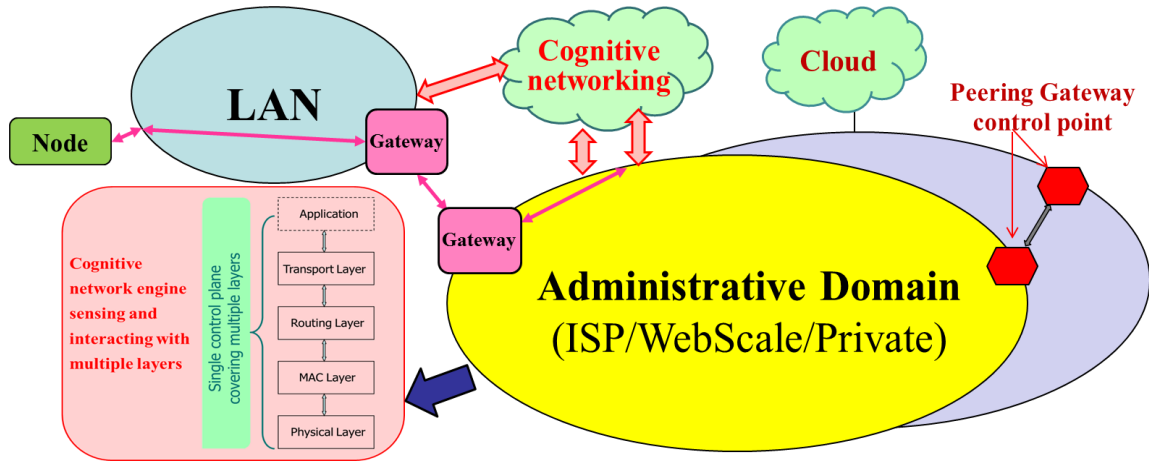 Cognitive
networking
Cloud
LAN
Peering Gateway
control point
Node
Gateway
Gateway
Administrative Domain
(ISP/WebScale/Private)
Cognitive
network engine
sensing and
interacting with
multiple layers
Single control plane
covering multiple layers
Application
Transport Layer
Routing Layer
MAC Layer
Physical Layer